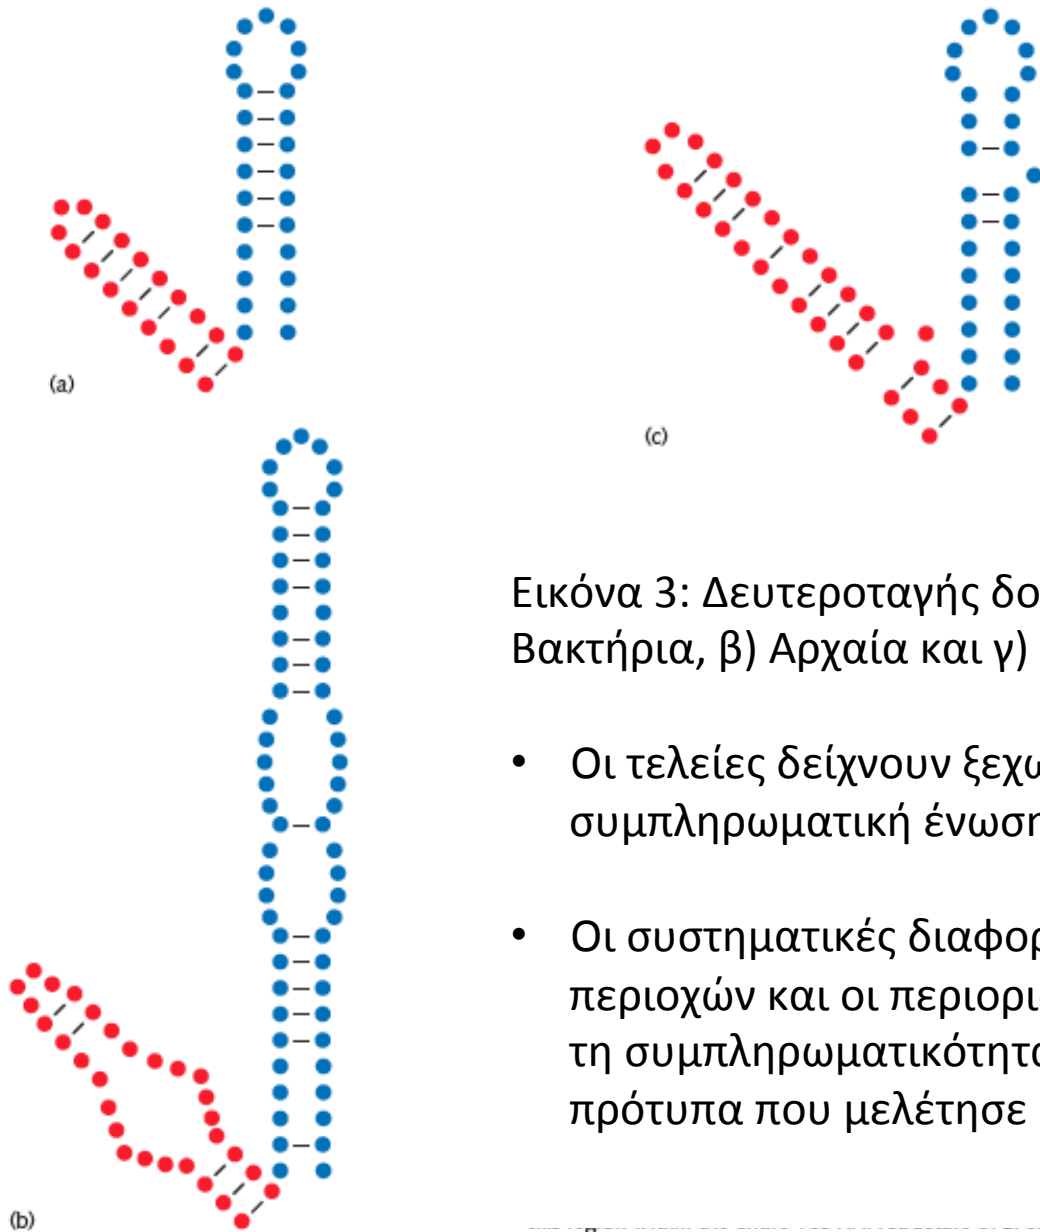 (a)
(c)
(b)
Εικόνα 3: Δευτεροταγής δο
Βακτήρια, β) Αρχαία και γ)
• Οι τελείες δείχνουν ξεχω
συμπληρωματική ένωση
• Οι συστηματικές διαφορ
περιοχών και οι περιορισ
τη συμπληρωματικότητα
πρότυπα που μελέτησε